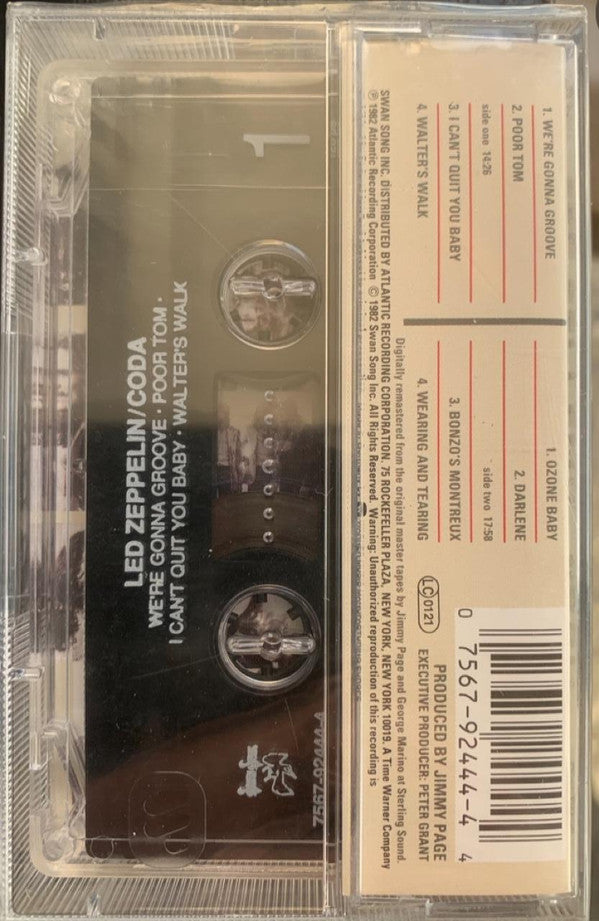 1. WE'RE GONNA GROOVE
2. POOR TOM
side one 14:26
3. I CAN'T QUIT YOU BABY
4. WALTER'S WALK
1. OZONE BABY
2. DARLENE
side two 17:58
3. BONZO'S MONTREUX
4. WEARING AND TEARING
LC 0121
PRODUCED BY JIMMY PAGE
EXECUTIVE PRODUCER: PETER GRANT
0 7567-92444-4 4
Digitally remastered from the original master tapes by Jimmy Page and George Marino at Sterling Sound.
SWAN SONG INC. DISTRIBUTED BY ATLANTIC RECORDING CORPORATION. 75 ROCKEFELLER PLAZA, NEW YORK, NEW YORK 10019. A Time Warner Company
℗ 1982 Atlantic Recording Corporation © 1982 Swan Song Inc. All Rights Reserved. Warning: Unauthorized reproduction of this recording is
1
LED ZEPPELIN/CODA
WE'RE GONNA GROOVE · POOR TOM ·
I CAN'T QUIT YOU BABY · WALTER'S WALK
7567-92444-4